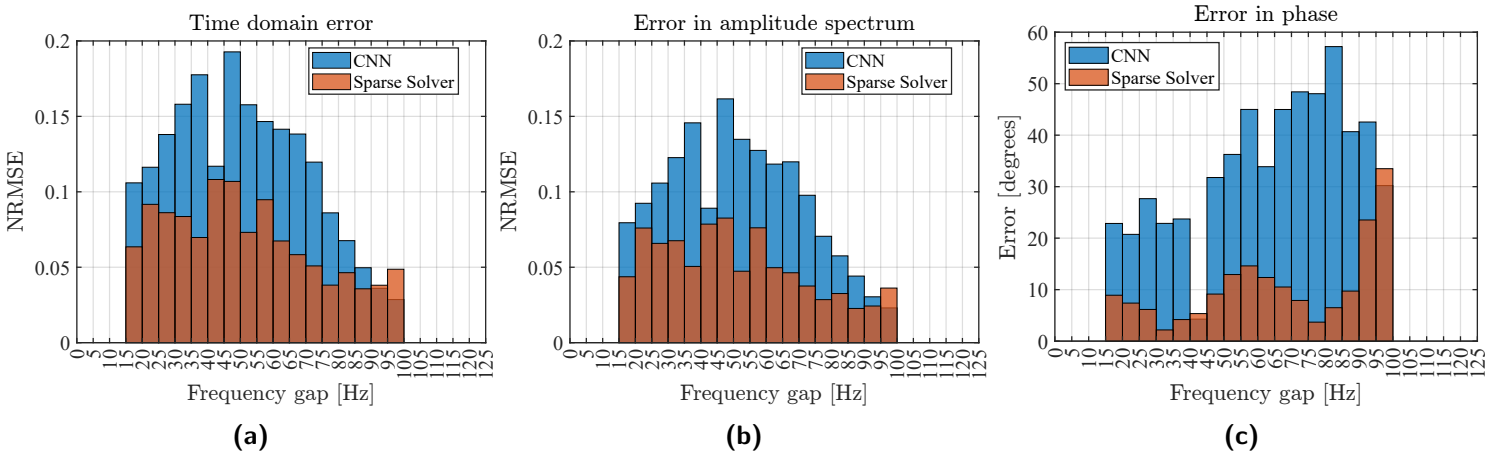 Time domain error
0.2
0.15
0.1
0.05
0
NRMSE
CNN
Sparse Solver
0 5 10 15 20 25 30 35 40 45 50 55 60 65 70 75 80 85 90 95 100 105 110 115 120 125
Frequency gap [Hz]
(a)
Error in amplitude spectrum
0.2
0.15
0.1
0.05
0
NRMSE
CNN
Sparse Solver
0 5 10 15 20 25 30 35 40 45 50 55 60 65 70 75 80 85 90 95 100 105 110 115 120 125
Frequency gap [Hz]
(b)
Error in phase
60
50
40
30
20
10
0
Error [degrees]
CNN
Sparse Solver
0 5 10 15 20 25 30 35 40 45 50 55 60 65 70 75 80 85 90 95 100 105 110 115 120 125
Frequency gap [Hz]
(c)